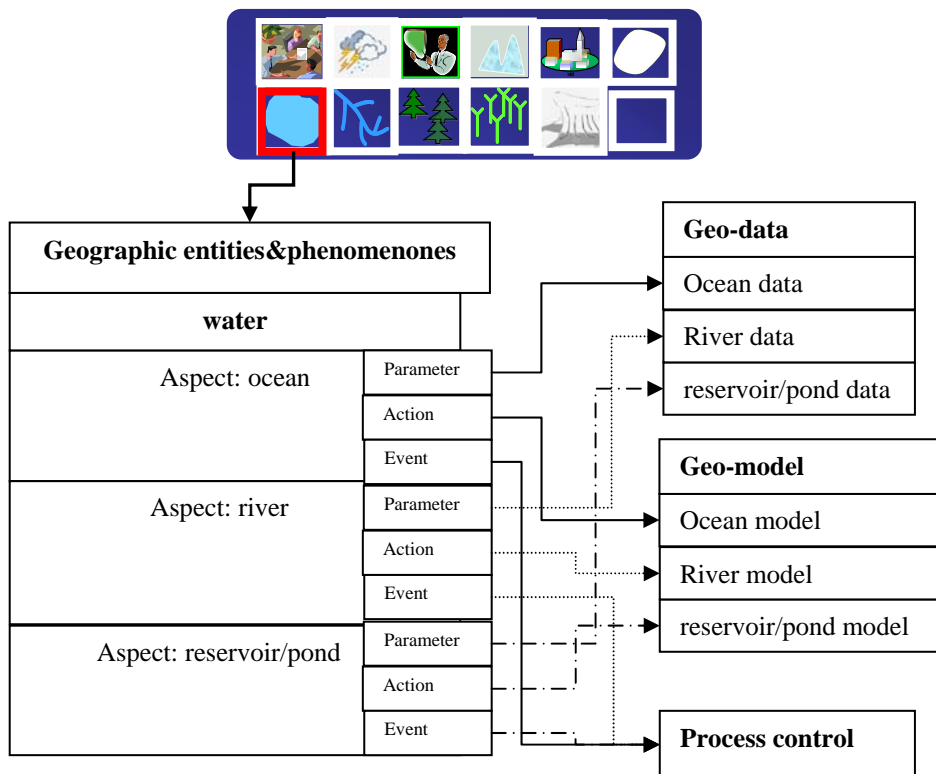 Geographic entities&phenomenones
water
Aspect: ocean
Parameter
Action
Event
Aspect: river
Parameter
Action
Event
Aspect: reservoir/pond
Parameter
Action
Event
Geo-data
Ocean data
River data
reservoir/pond data
Geo-model
Ocean model
River model
reservoir/pond model
Process control